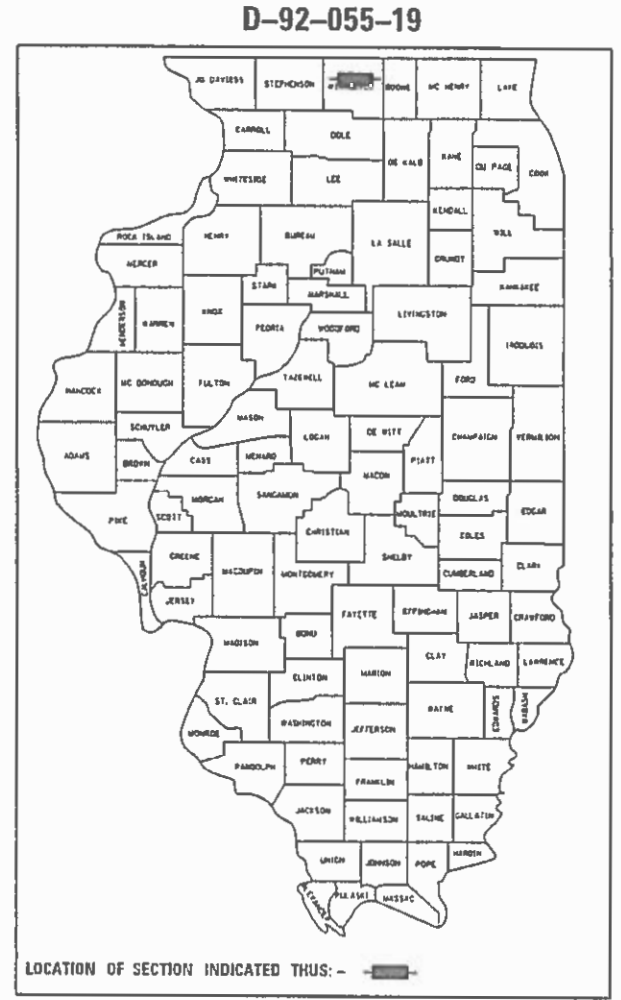 D-92-055-19
JO DAVIESS STEPHENSON BOONE MC HENRY LAKE
CARROLL OGLE
DE KALB KANE DU PAGE COOK
WHITESIDE LEE
KENDALL
ROCK ISLAND HENRY BUREAU LA SALLE GRUNDY WILL
MERCER
PUTNAM
STARK MARSHALL KANKAKEE
HENDERSON WARREN KNOX PEORIA WOODFORD LIVINGSTON IROQUOIS
HANCOCK MC DONOUGH FULTON TAZEWELL MC LEAN FORD
MASON
SCHUYLER LOGAN DE WITT CHAMPAIGN VERMILION
ADAMS BROWN CASS MENARD MACON PIATT
MORGAN SANGAMON DOUGLAS
PIKE SCOTT CHRISTIAN MOULTRIE EDGAR
COLES
GREENE SHELBY
CALHOUN MACOUPIN MONTGOMERY CUMBERLAND CLARK
JERSEY
FAYETTE EFFINGHAM JASPER CRAWFORD
MADISON BOND
CLAY RICHLAND LAWRENCE
CLINTON MARION
ST. CLAIR WAYNE EDWARDS WABASH
MONROE WASHINGTON JEFFERSON
RANDOLPH PERRY HAMILTON WHITE
FRANKLIN
JACKSON WILLIAMSON SALINE GALLATIN
UNION JOHNSON POPE HARDIN
ALEXANDER PULASKI MASSAC
LOCATION OF SECTION INDICATED THUS: -